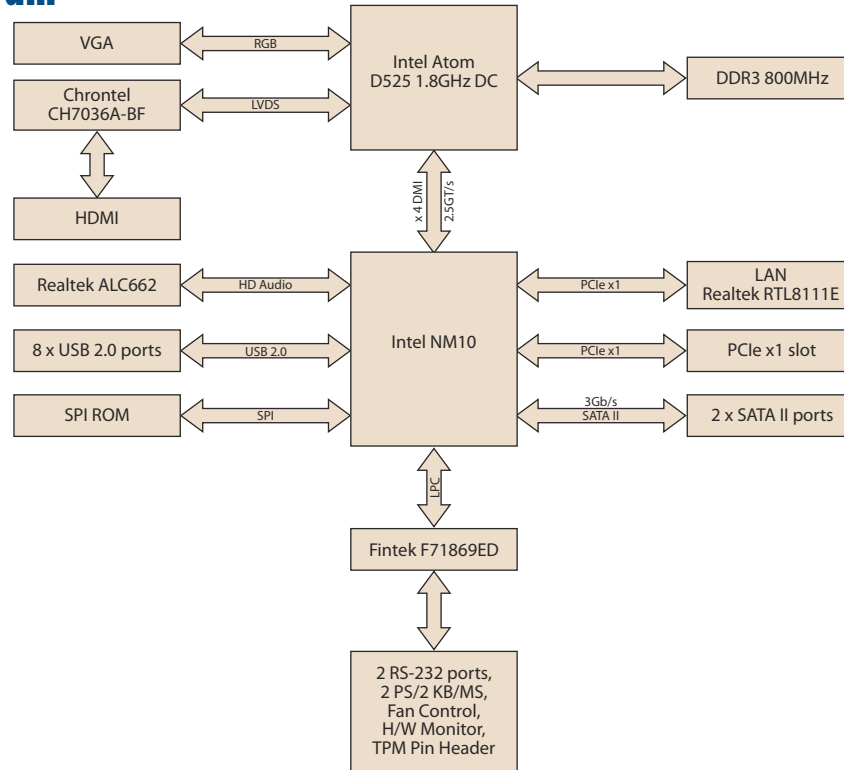 VGA
RGB
Intel Atom
D525 1.8GHz DC
DDR3 800MHz
Chrontel
CH7036A-BF
LVDS
HDMI
x 4 DMI
2.5GT/s
Realtek ALC662
HD Audio
Intel NM10
PCIe x1
LAN
Realtek RTL8111E
8 x USB 2.0 ports
USB 2.0
PCIe x1
PCIe x1 slot
SPI ROM
SPI
3Gb/s
SATA II
2 x SATA II ports
LPC
Fintek F71869ED
2 RS-232 ports,
2 PS/2 KB/MS,
Fan Control,
H/W Monitor,
TPM Pin Header